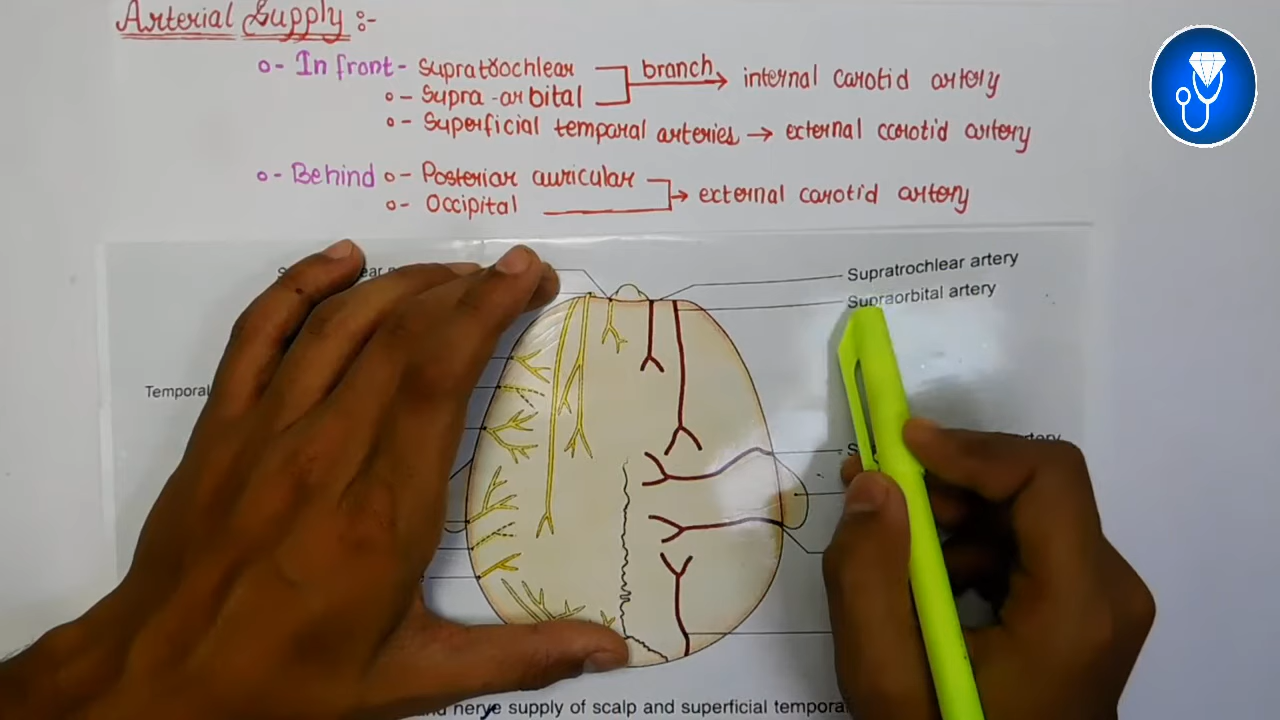 Arterial Supply :-
o- In front - Supratrochlear branch → internal carotid artery
o- Supra-orbital
o- Superficial temporal arteries → external ccrotid artery
o- Behind o- Posterior auricular → external carotid artery
o- Occipital
Supratrochlear artery
Supraorbital artery
Temporal
nerve supply of scalp and superficial temporal